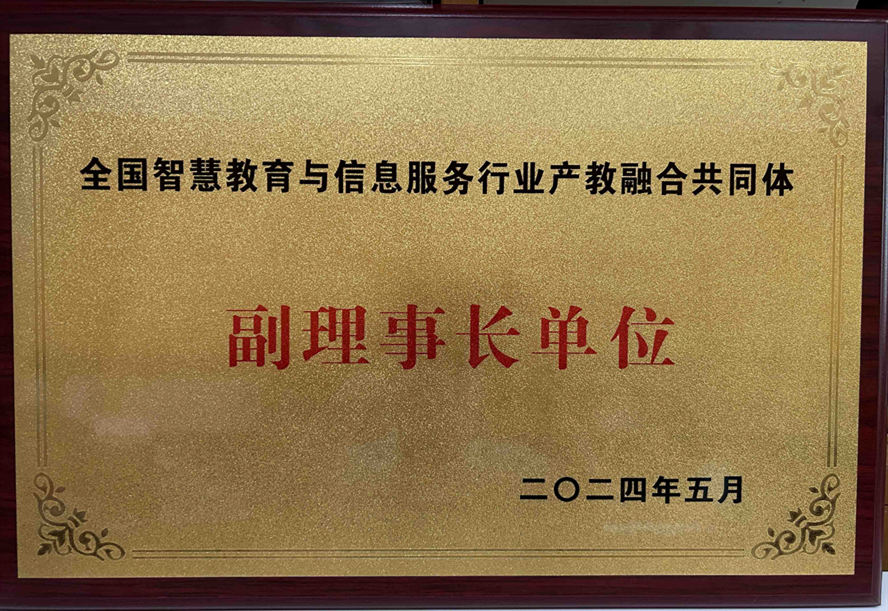 全国智慧教育与信息服务行业产教融合共同体
副理事长单位
二〇二四年五月